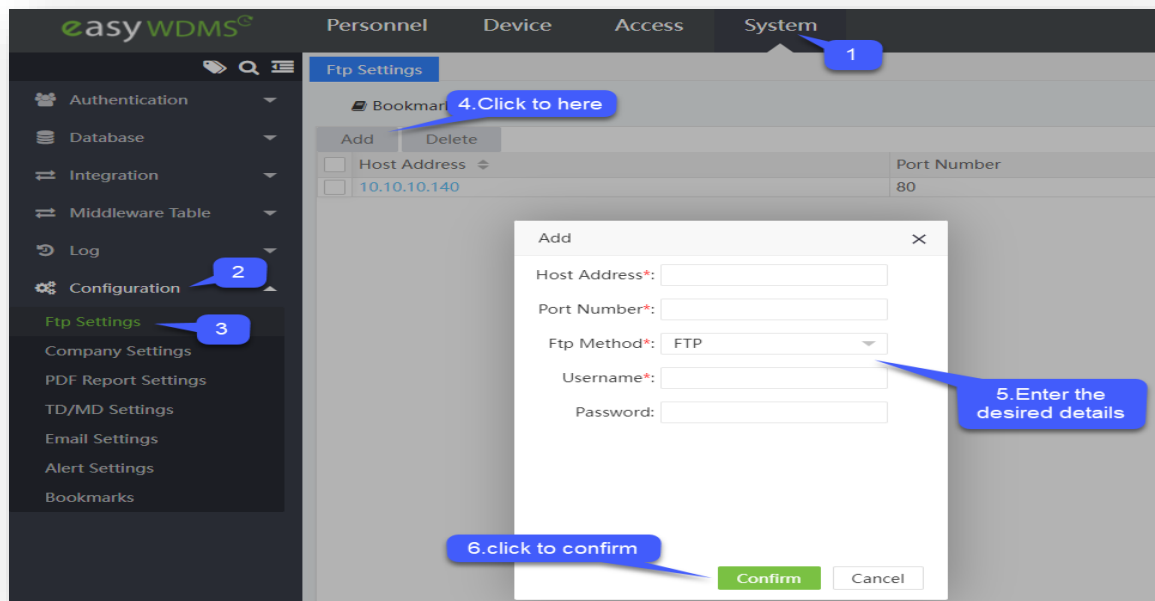 easy WDMS
Personnel Device Access System
1
Ftp Settings
Authentication
Database
Integration
Middleware Table
Log
Configuration
2
Ftp Settings
3
Company Settings
PDF Report Settings
TD/MD Settings
Email Settings
Alert Settings
Bookmarks
4.Click to here
Add Delete
Host Address Port Number
10.10.10.140 80
Add
Host Address*:
Port Number*:
Ftp Method*: FTP
Username*:
Password:
5.Enter the
desired details
6.click to confirm
Confirm Cancel